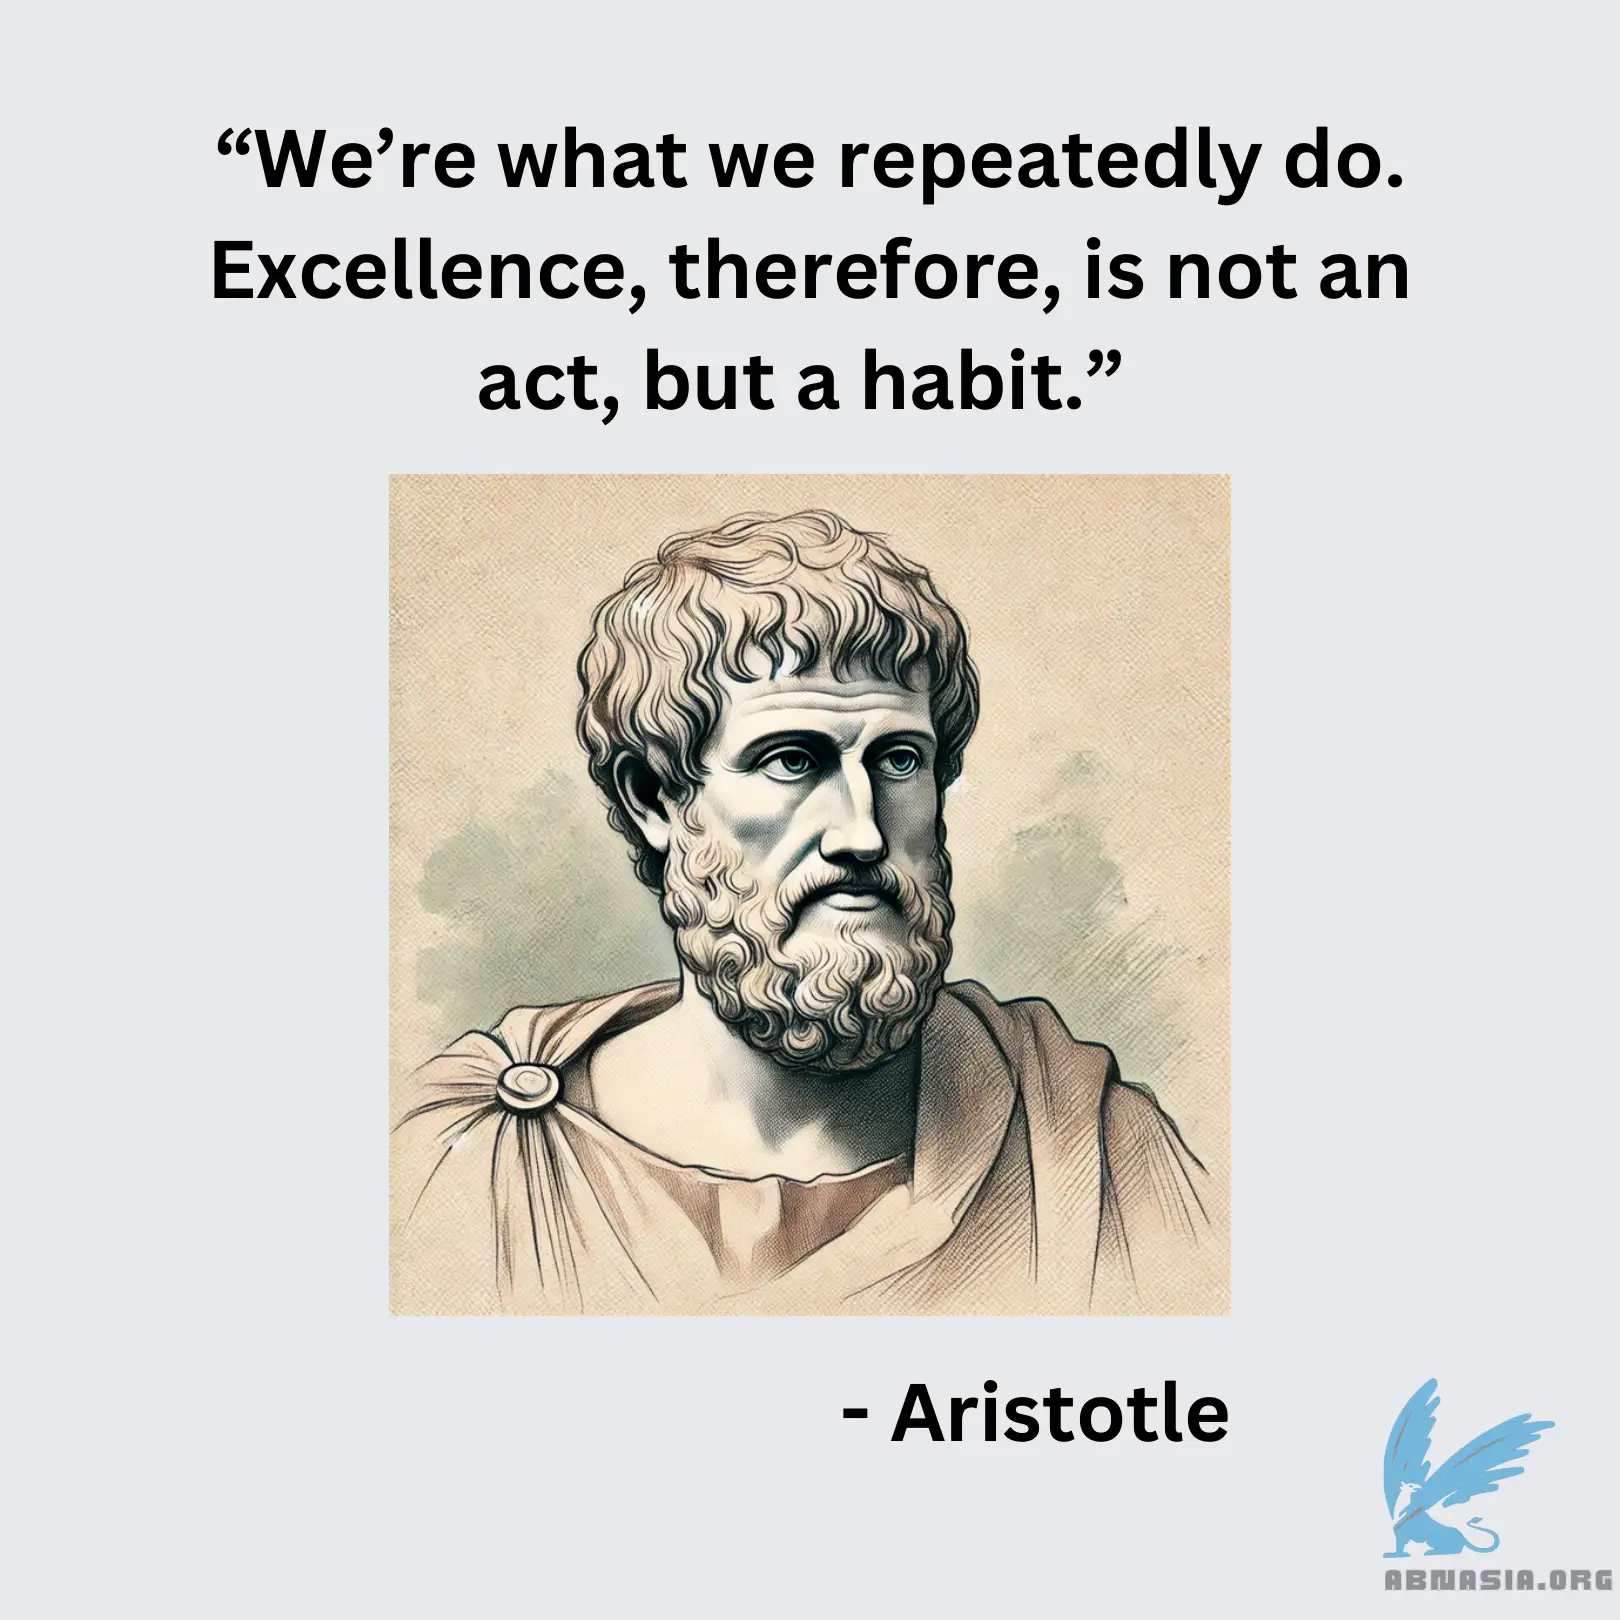 “We’re what we repeatedly do.
Excellence, therefore, is not an
act, but a habit.”
- Aristotle
ABNASIA.ORG